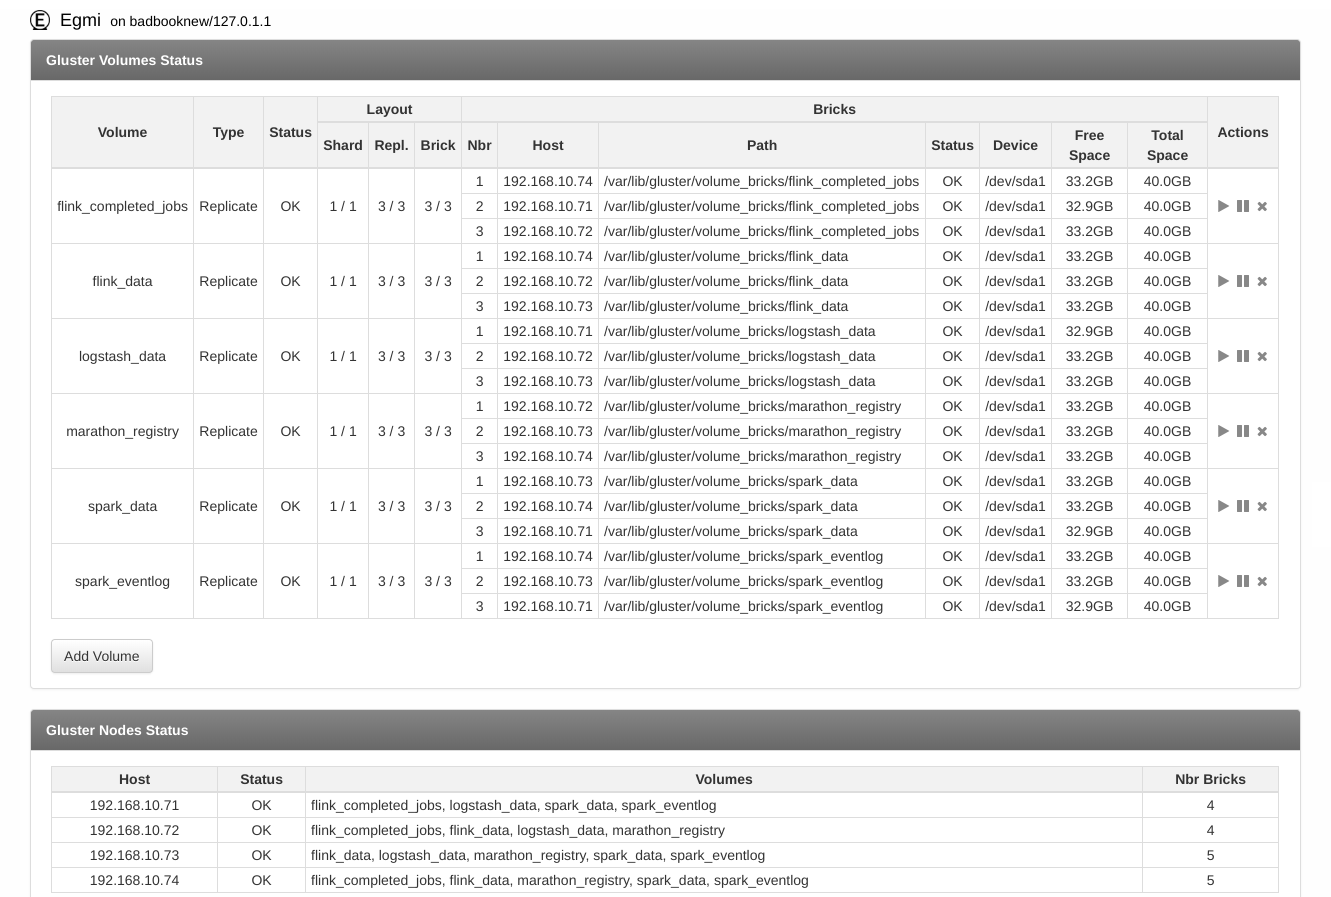 Egmi on badbooknew/127.0.1.1
Gluster Volumes Status
Volume Type Status Layout Bricks Actions
Shard Repl. Brick Nbr Host Path Status Device Free Space Total Space
flink_completed_jobs Replicate OK 1 / 1 3 / 3 3 / 3 1 192.168.10.74 /var/lib/gluster/volume_bricks/flink_completed_jobs OK /dev/sda1 33.2GB 40.0GB
2 192.168.10.71 /var/lib/gluster/volume_bricks/flink_completed_jobs OK /dev/sda1 32.9GB 40.0GB
3 192.168.10.72 /var/lib/gluster/volume_bricks/flink_completed_jobs OK /dev/sda1 33.2GB 40.0GB
flink_data Replicate OK 1 / 1 3 / 3 3 / 3 1 192.168.10.74 /var/lib/gluster/volume_bricks/flink_data OK /dev/sda1 33.2GB 40.0GB
2 192.168.10.72 /var/lib/gluster/volume_bricks/flink_data OK /dev/sda1 33.2GB 40.0GB
3 192.168.10.73 /var/lib/gluster/volume_bricks/flink_data OK /dev/sda1 33.2GB 40.0GB
logstash_data Replicate OK 1 / 1 3 / 3 3 / 3 1 192.168.10.71 /var/lib/gluster/volume_bricks/logstash_data OK /dev/sda1 32.9GB 40.0GB
2 192.168.10.72 /var/lib/gluster/volume_bricks/logstash_data OK /dev/sda1 33.2GB 40.0GB
3 192.168.10.73 /var/lib/gluster/volume_bricks/logstash_data OK /dev/sda1 33.2GB 40.0GB
marathon_registry Replicate OK 1 / 1 3 / 3 3 / 3 1 192.168.10.72 /var/lib/gluster/volume_bricks/marathon_registry OK /dev/sda1 33.2GB 40.0GB
2 192.168.10.73 /var/lib/gluster/volume_bricks/marathon_registry OK /dev/sda1 33.2GB 40.0GB
3 192.168.10.74 /var/lib/gluster/volume_bricks/marathon_registry OK /dev/sda1 33.2GB 40.0GB
spark_data Replicate OK 1 / 1 3 / 3 3 / 3 1 192.168.10.73 /var/lib/gluster/volume_bricks/spark_data OK /dev/sda1 33.2GB 40.0GB
2 192.168.10.74 /var/lib/gluster/volume_bricks/spark_data OK /dev/sda1 33.2GB 40.0GB
3 192.168.10.71 /var/lib/gluster/volume_bricks/spark_data OK /dev/sda1 32.9GB 40.0GB
spark_eventlog Replicate OK 1 / 1 3 / 3 3 / 3 1 192.168.10.74 /var/lib/gluster/volume_bricks/spark_eventlog OK /dev/sda1 33.2GB 40.0GB
2 192.168.10.73 /var/lib/gluster/volume_bricks/spark_eventlog OK /dev/sda1 33.2GB 40.0GB
3 192.168.10.71 /var/lib/gluster/volume_bricks/spark_eventlog OK /dev/sda1 32.9GB 40.0GB
Add Volume
Gluster Nodes Status
Host Status Volumes Nbr Bricks
192.168.10.71 OK flink_completed_jobs, logstash_data, spark_data, spark_eventlog 4
192.168.10.72 OK flink_completed_jobs, flink_data, logstash_data, marathon_registry 4
192.168.10.73 OK flink_data, logstash_data, marathon_registry, spark_data, spark_eventlog 5
192.168.10.74 OK flink_completed_jobs, flink_data, marathon_registry, spark_data, spark_eventlog 5